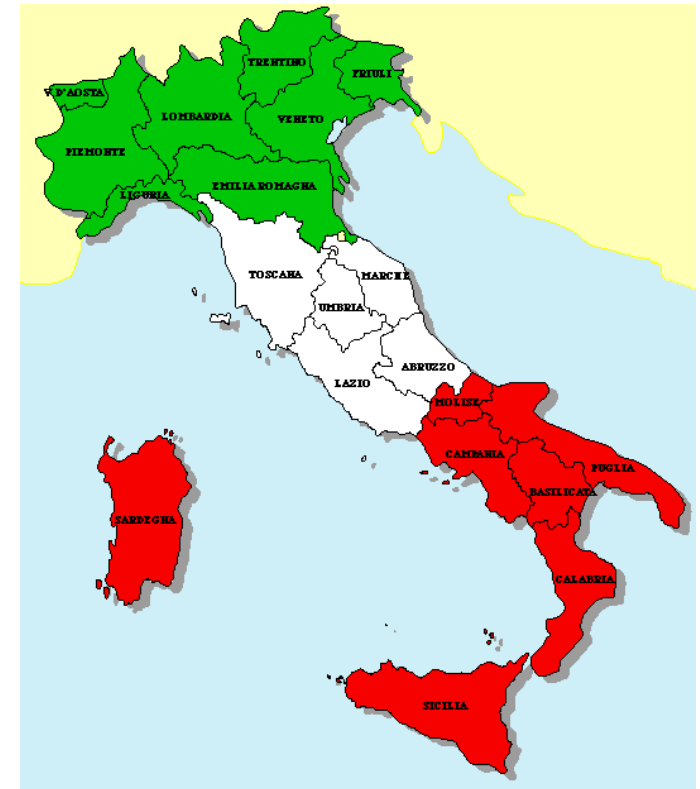 TRENTINO
FRIULI
V.D'AOSTA
LOMBARDIA
VENETO
PIEMONTE
EMILIA ROMAGNA
LIGURIA
TOSCANA
MARCHE
UMBRIA
ABRUZZO
LAZIO
MOLISE
CAMPANIA
PUGLIA
BASILICATA
SARDEGNA
CALABRIA
SICILIA